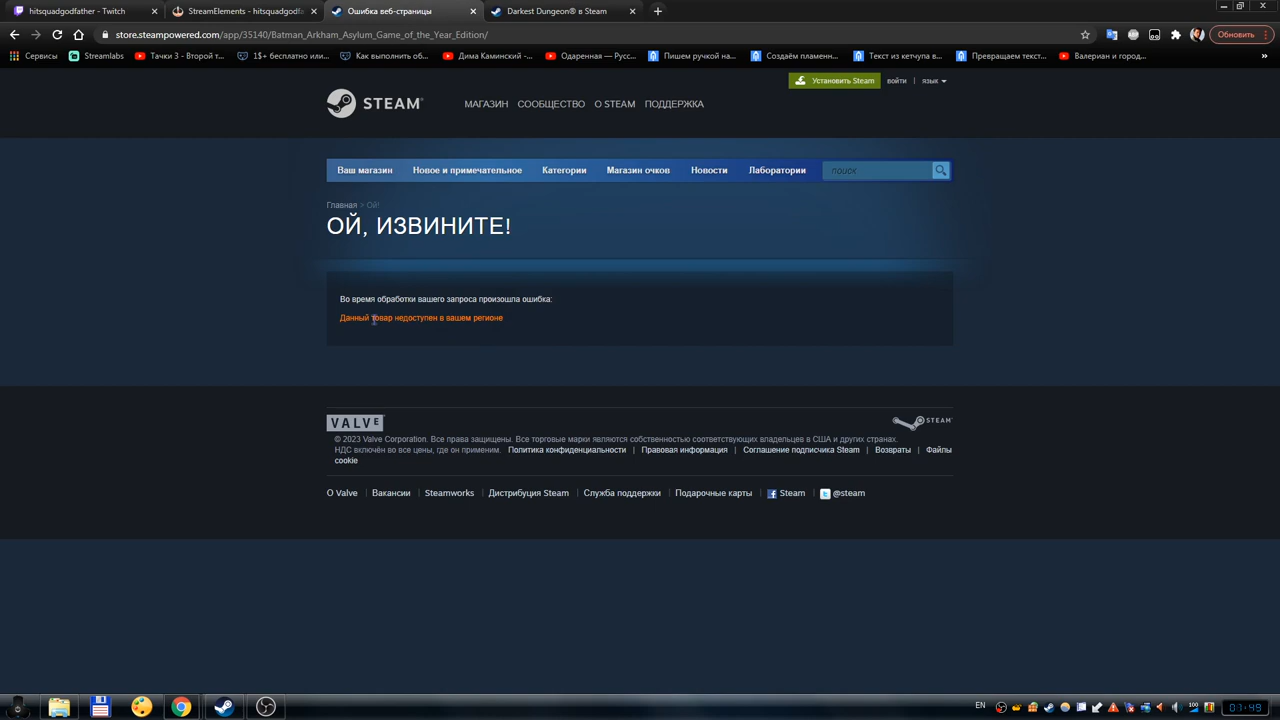 hitsquadgodfather - Twitch
StreamElements - hitsquadgodfa
Ошибка веб-страницы
Darkest Dungeon® в Steam
store.steampowered.com/app/35140/Batman_Arkham_Asylum_Game_of_the_Year_Edition/
Обновить
Сервисы
Streamlabs
Тачки 3 - Второй т...
1$+ бесплатно или...
Как выполнить об...
Дима Каминский -...
Одаренная — Русс...
Пишем ручкой на...
Создаём пламенн...
Текст из кетчупа в...
Превращаем текст...
Валериан и город...
»
Установить Steam
войти | язык
STEAM
МАГАЗИН СООБЩЕСТВО О STEAM ПОДДЕРЖКА
Ваш магазин Новое и примечательное Категории Магазин очков Новости Лаборатории поиск
Главная > Ой!
ОЙ, ИЗВИНИТЕ!
Во время обработки вашего запроса произошла ошибка:
Данный товар недоступен в вашем регионе
VALVE
STEAM
© 2023 Valve Corporation. Все права защищены. Все торговые марки являются собственностью соответствующих владельцев в США и других странах.
НДС включён во все цены, где он применим. Политика конфиденциальности | Правовая информация | Соглашение подписчика Steam | Возвраты | Файлы
cookie
О Valve | Вакансии | Steamworks | Дистрибуция Steam | Служба поддержки | Подарочные карты | Steam | @steam
EN
100
01:49